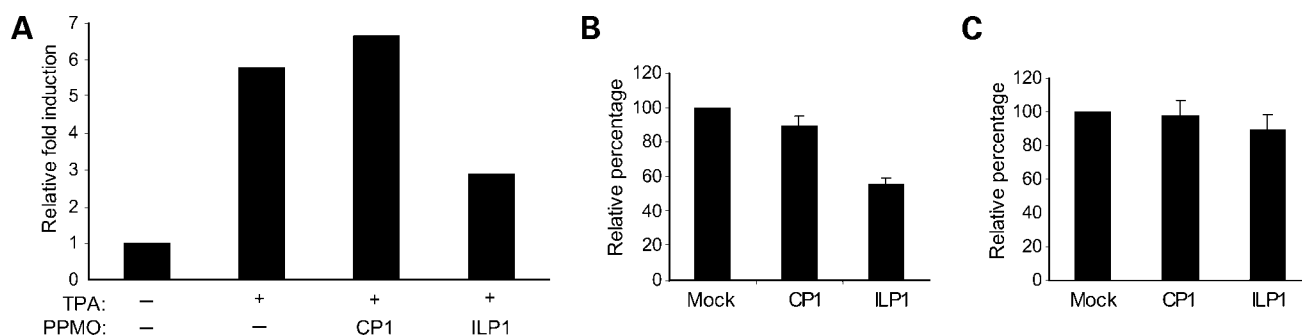 A
Relative fold induction
7
6
5
4
3
2
1
0
TPA: – + + +
PPMO: – – CP1 ILP1
B
Relative percentage
120
100
80
60
40
20
0
Mock CP1 ILP1
C
Relative percentage
120
100
80
60
40
20
0
Mock CP1 ILP1